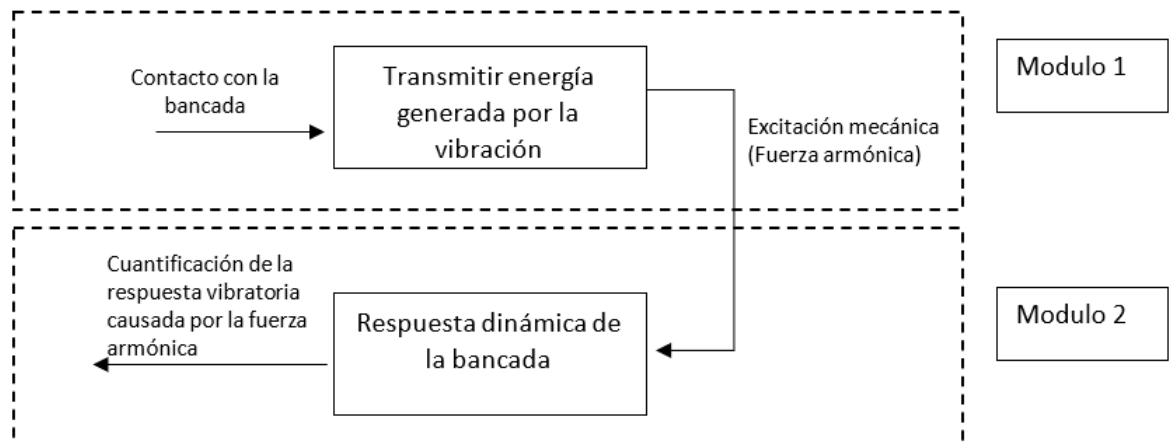 Contacto con la
bancada
Transmitir energía
generada por la
vibración
Modulo 1
Excitación mecánica
(Fuerza armónica)
Cuantificación de la
respuesta vibratoria
causada por la fuerza
armónica
Respuesta dinámica de
la bancada
Modulo 2